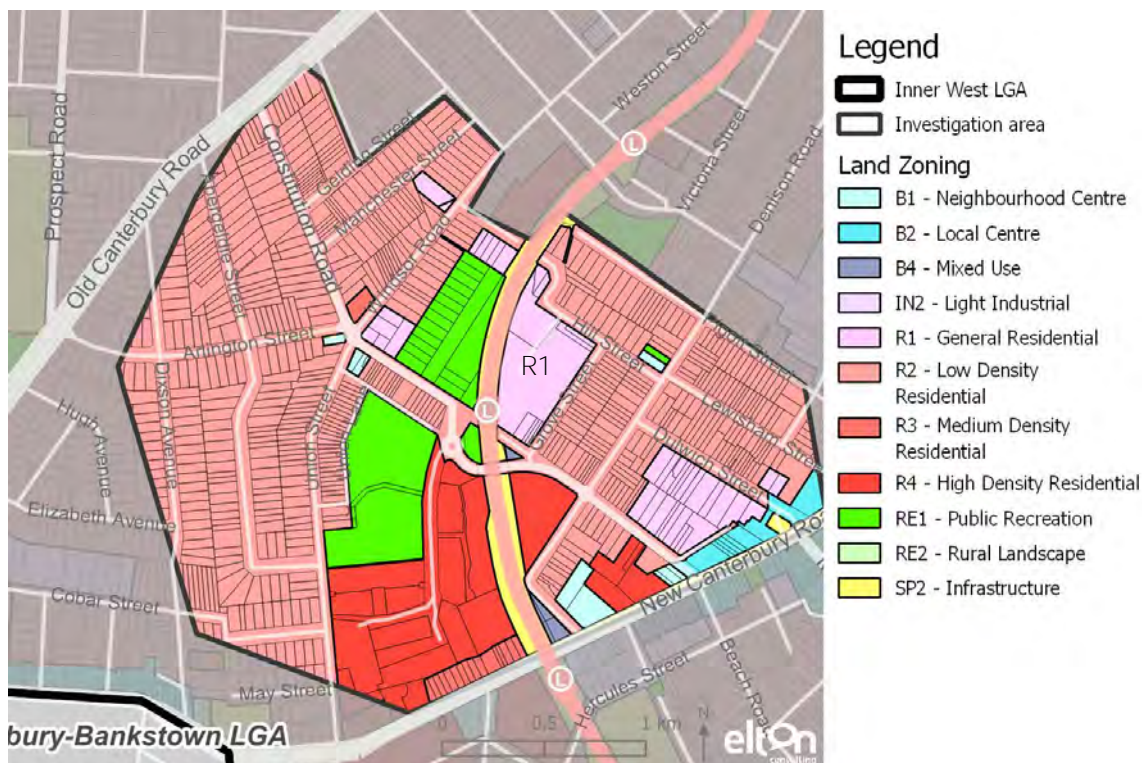 Weston Street
Prospect Road
L
Victoria Street
Denison Road
Old Canterbury Road
Constitution Road
Manchester Street
Windsor Road
Arlington Street
Hill Street
R1
Dixson Avenue
Hugh Avenue
L
Grove Street
Lewisham Street
Dulwich Street
Union Street
Elizabeth Avenue
New Canterbury Road
Cobar Street
May Street
L
Hercules Street
Beach Road
bury-Bankstown LGA
0 0,5 1 km
N
elton
consulting
Legend
Inner West LGA
Investigation area
Land Zoning
B1 - Neighbourhood Centre
B2 - Local Centre
B4 - Mixed Use
IN2 - Light Industrial
R1 - General Residential
R2 - Low Density
Residential
R3 - Medium Density
Residential
R4 - High Density Residential
RE1 - Public Recreation
RE2 - Rural Landscape
SP2 - Infrastructure